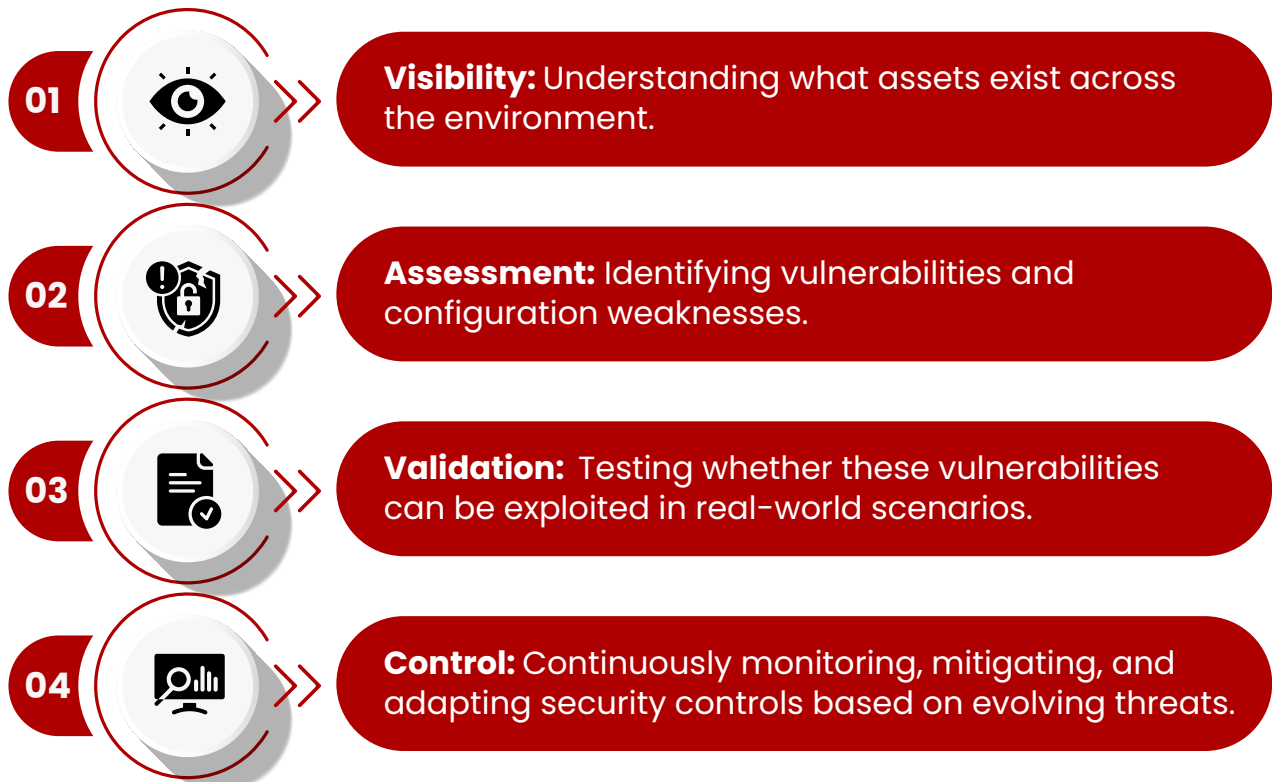 01
Visibility: Understanding what assets exist across
the environment.
02
Assessment: Identifying vulnerabilities and
configuration weaknesses.
03
Validation: Testing whether these vulnerabilities
can be exploited in real-world scenarios.
04
Control: Continuously monitoring, mitigating, and
adapting security controls based on evolving threats.